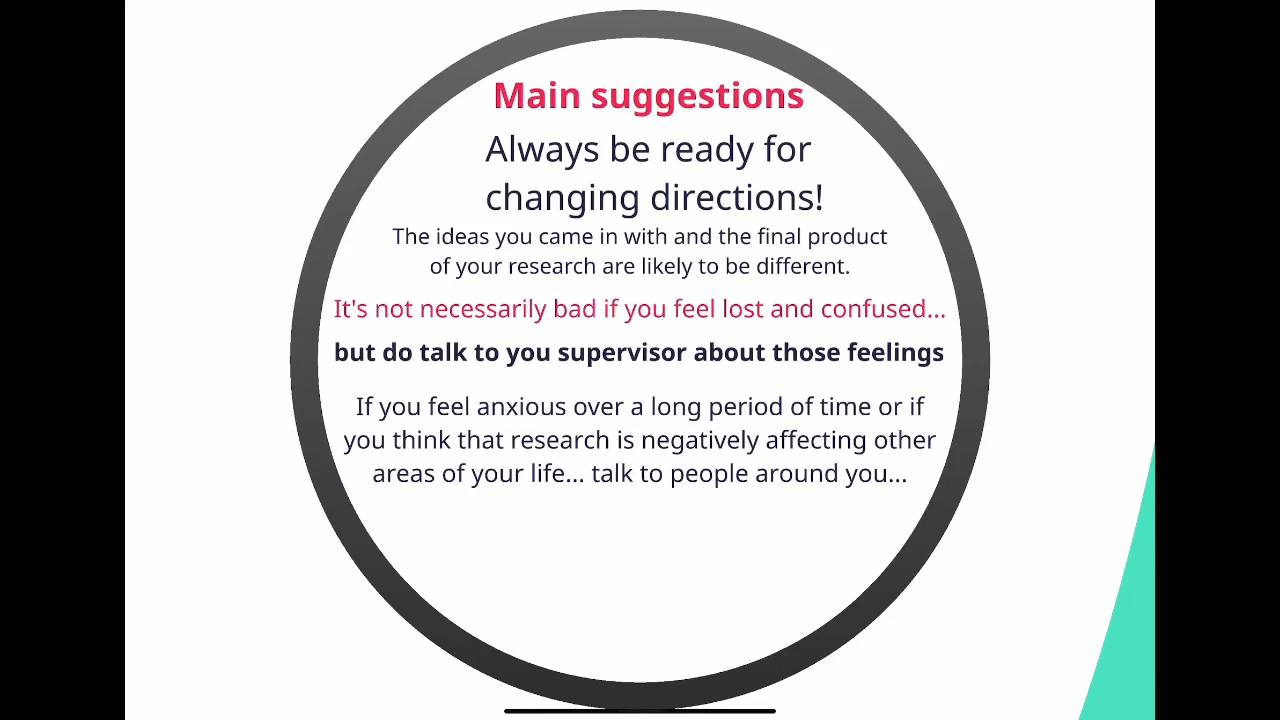 Main suggestions
Always be ready for
changing directions!
The ideas you came in with and the final product
of your research are likely to be different.
It's not necessarily bad if you feel lost and confused...
but do talk to you supervisor about those feelings
If you feel anxious over a long period of time or if
you think that research is negatively affecting other
areas of your life... talk to people around you...